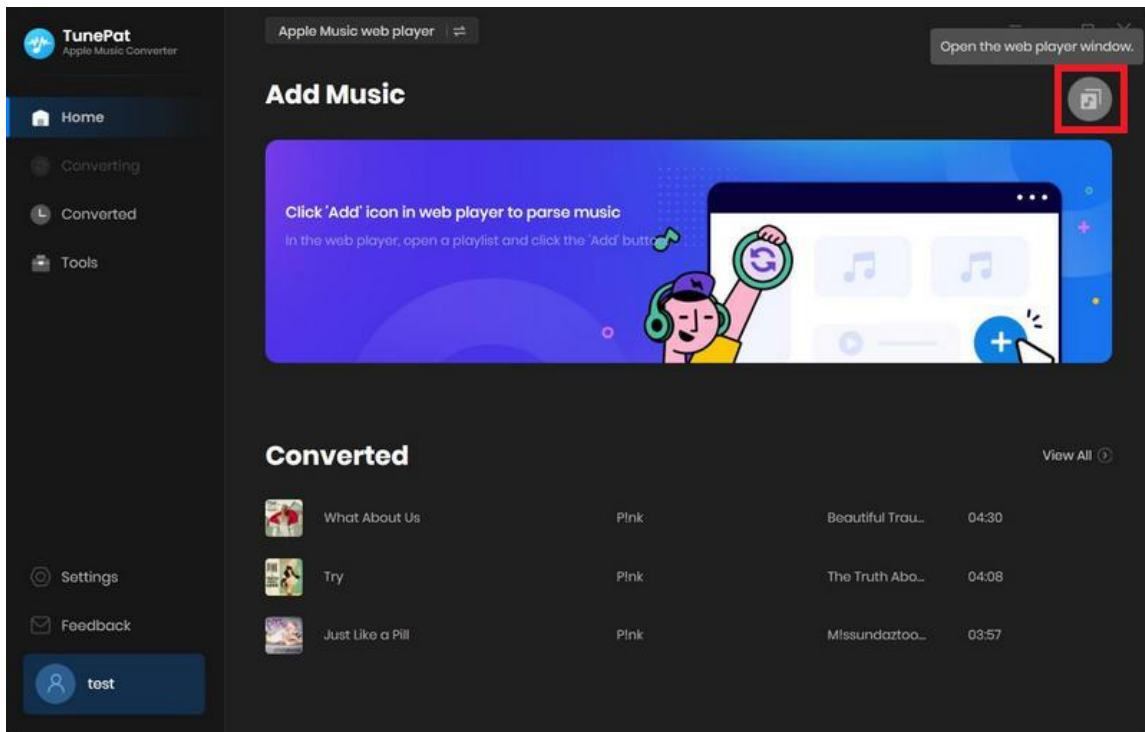 TunePat
Apple Music Converter
Apple Music web player
Open the web player window.
Add Music
Home
Converting
Converted
Tools
Click 'Add' icon in web player to parse music
In the web player, open a playlist and click the 'Add' button
Converted
View All
What About Us P!nk Beautiful Trau... 04:30
Try P!nk The Truth Abo... 04:08
Just Like a Pill P!nk M!ssundaztoo... 03:57
Settings
Feedback
test